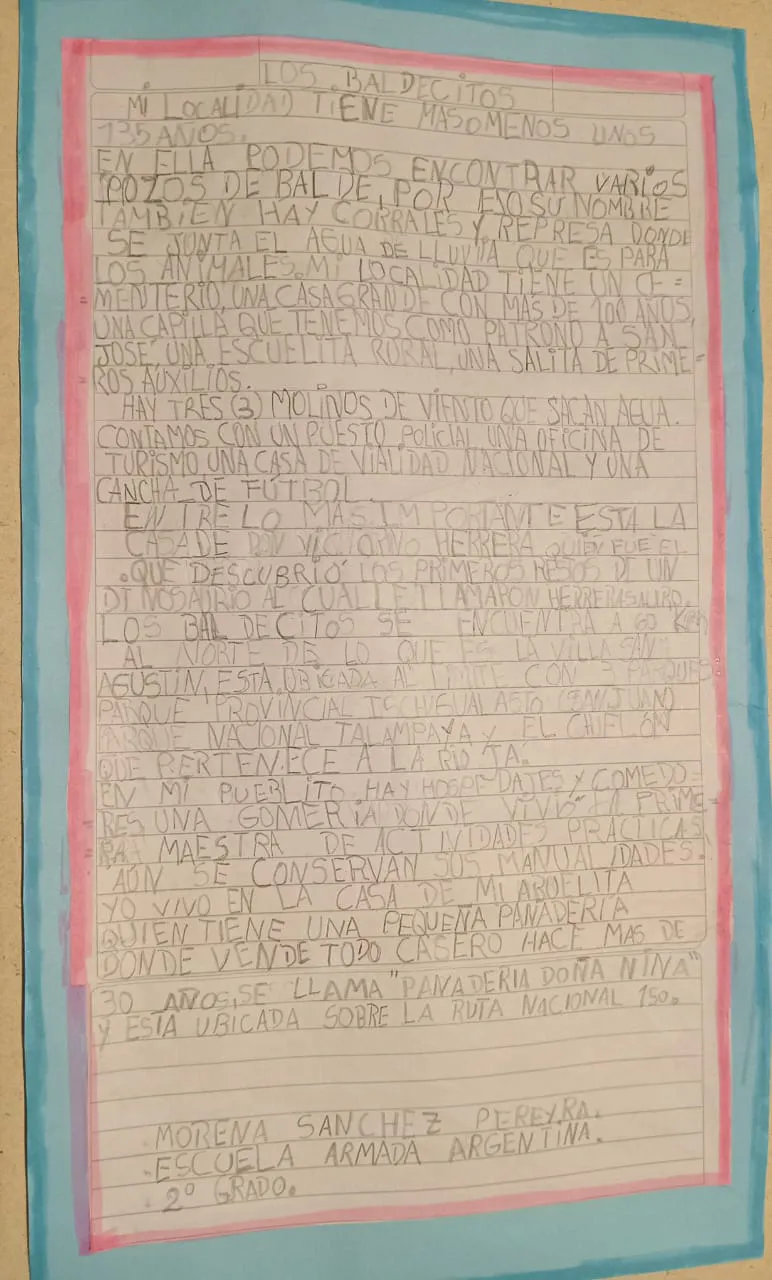 LOS BALDECITOS
MI LOCALIDAD TIENE MASOMENOS UNOS
135 AÑOS.
EN ELLA PODEMOS ENCONTRAR VARIOS
POZOS DE BALDE, POR ESO SU NOMBRE
TAMBIEN HAY CORRALES Y REPRESA DONDE
SE JUNTA EL AGUA DE LLUVIA QUE ES PARA
LOS ANIMALES. MI LOCALIDAD TIENE UN CE=
=MENTERIO, UNA CASA GRANDE CON MAS DE 100 AÑOS,
UNA CAPILLA QUE TENEMOS COMO PATRONO A SAN
JOSÉ, UNA ESCUELITA RURAL, UNA SALITA DE PRIME=
=ROS AUXILIOS.
HAY TRES (3) MOLINOS DE VIENTO QUE SACAN AGUA.
CONTAMOS CON UN PUESTO POLICIAL UNA OFICINA DE
TURISMO, UNA CASA DE VIALIDAD NACIONAL Y UNA
CANCHA DE FÚTBOL.
ENTRE LO MAS IMPORTANTE ESTA LA
CASA DE DON VICTORNO HERRERA QUIEN FUE EL
QUE DESCUBRIÓ LOS PRIMEROS RESOS DE UN
DINOSAURIO AL CUAL LE LLAMARON HERRERASAURO.
LOS BALDECITOS SE ENCUENTRA A 60 KM
AL NORTE DE LO QUE ES LA VILLA SAN
AGUSTIN, ESTA UBICADA AL LIMITE CON 3 PARQUES
PARQUE PROVINCIAL ISCHIGUALASTO (SAN JUAN)
PARQUE NACIONAL TALAMPAYA Y EL CHIFLÓN
QUE PERTENECE A LA RIOJA.
EN MI PUEBLITO HAY HOSPEDAJES Y COMEDO=
=RES UNA GOMERIA DONDE VIVIO LA PRIME=
=RA MAESTRA DE ACTIVIDADES PRÁCTICAS
AÚN SE CONSERVAN SUS MANUALIDADES.
YO VIVO EN LA CASA DE MI ABUELITA
QUIEN TIENE UNA PEQUEÑA PANADERIA
DONDE VENDE TODO CASERO HACE MAS DE
30 AÑOS, SE LLAMA "PANADERIA DOÑA NINA"
Y ESTA UBICADA SOBRE LA RUTA NACIONAL 150.
MORENA SANCHEZ PEREYRA.
ESCUELA ARMADA ARGENTINA.
2º GRADO.